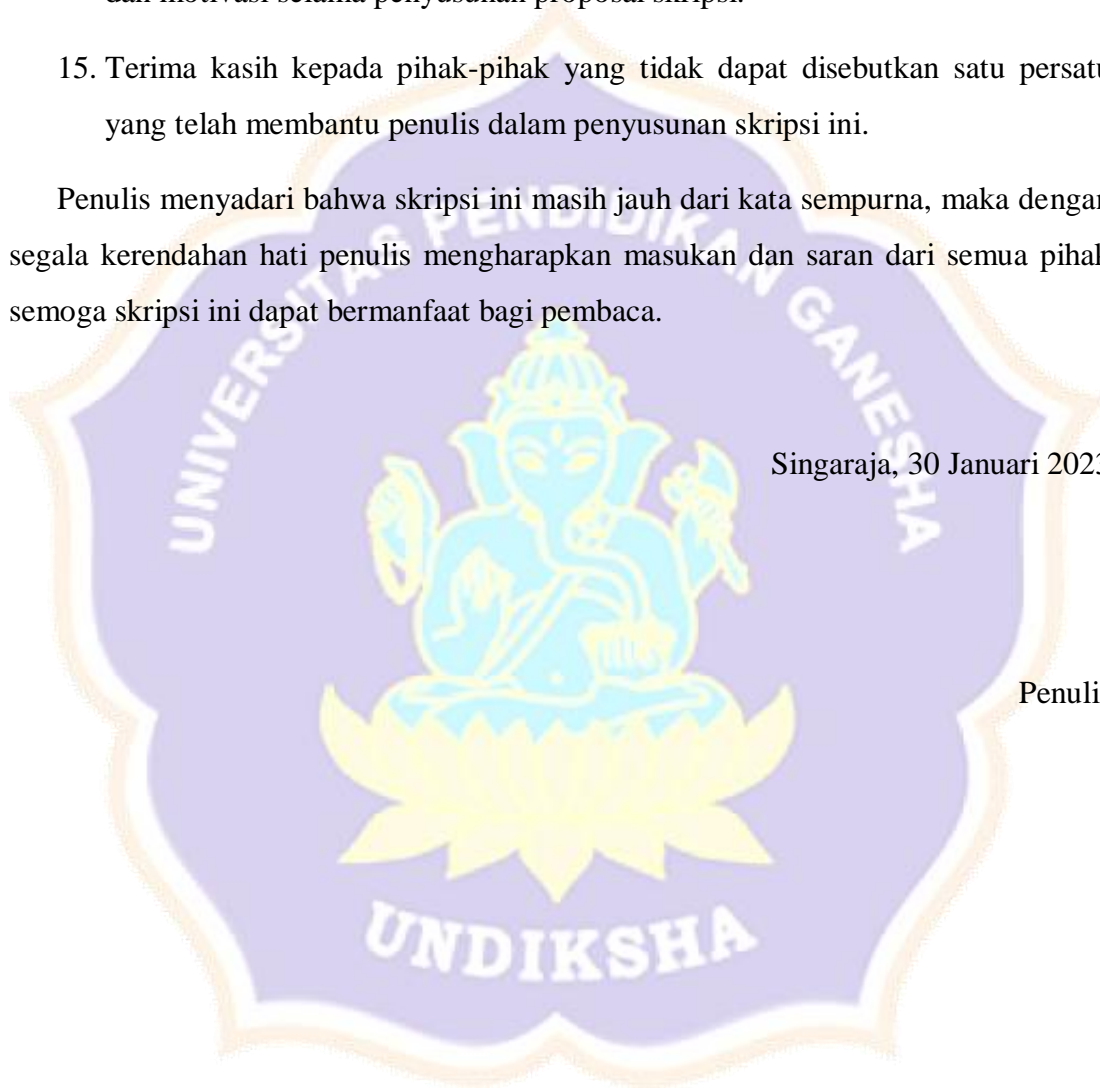 dan motivasi selama penyusunan proposal skripsi.
15. Terima kasih kepada pihak-pihak yang tidak dapat disebutkan satu persatu
yang telah membantu penulis dalam penyusunan skripsi ini.
Penulis menyadari bahwa skripsi ini masih jauh dari kata sempurna, maka dengan
segala kerendahan hati penulis mengharapkan masukan dan saran dari semua pihak
semoga skripsi ini dapat bermanfaat bagi pembaca.
UNIVERSITAS PENDIDIKAN GANESHA
Singaraja, 30 Januari 2023
Penuli
UNDIKSHA